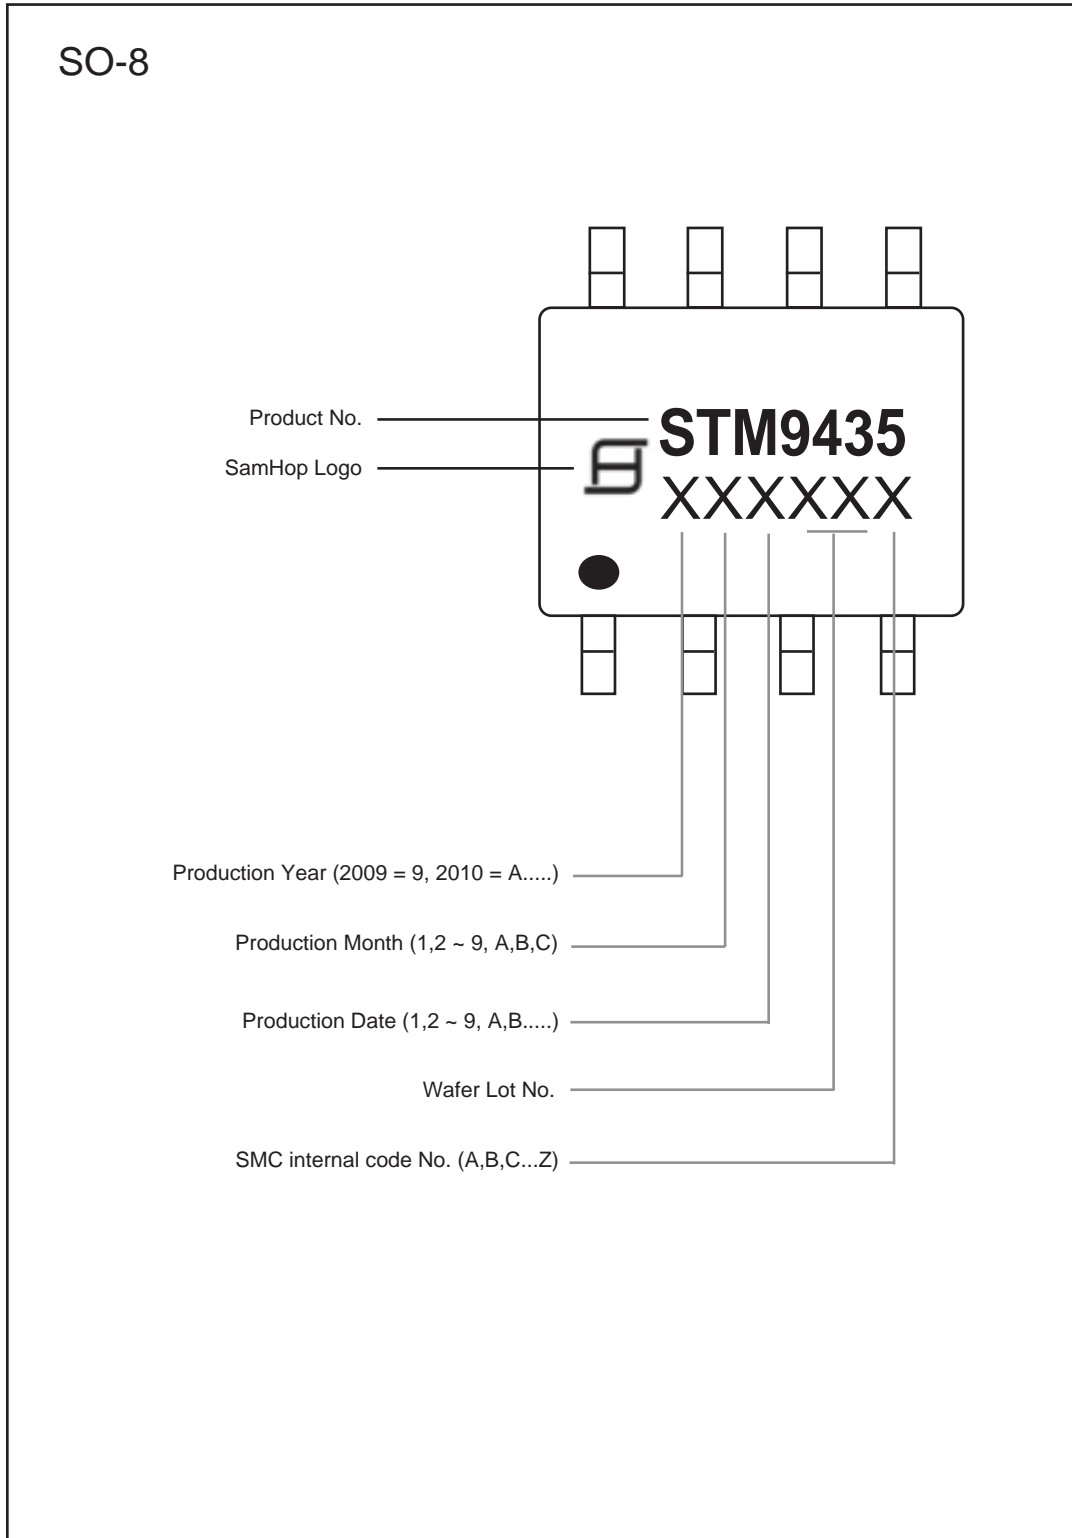 SO-8
Product No.
STM9435
SamHop Logo
XXXXXX
Production Year (2009 = 9, 2010 = A.....)
Production Month (1,2 ~ 9, A,B,C)
Production Date (1,2 ~ 9, A,B.....)
Wafer Lot No.
SMC internal code No. (A,B,C...Z)